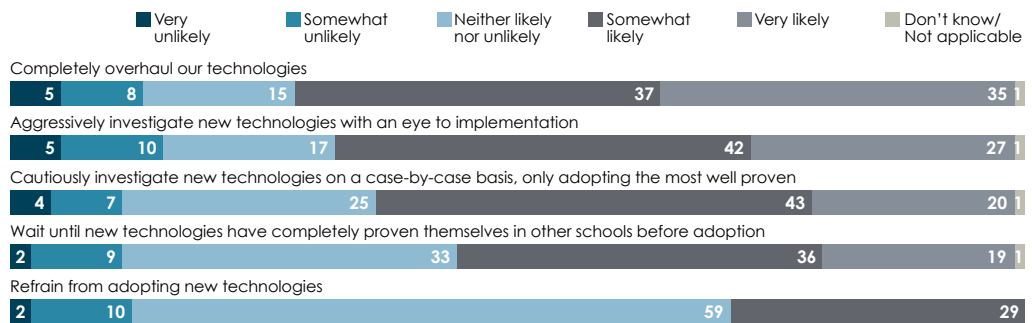 Very unlikely
Somewhat unlikely
Neither likely nor unlikely
Somewhat likely
Very likely
Don’t know/ Not applicable
Completely overhaul our technologies
5 8 15 37 35 1
Aggressively investigate new technologies with an eye to implementation
5 10 17 42 27 1
Cautiously investigate new technologies on a case-by-case basis, only adopting the most well proven
4 7 25 43 20 1
Wait until new technologies have completely proven themselves in other schools before adoption
2 9 33 36 19 1
Refrain from adopting new technologies
2 10 59 29